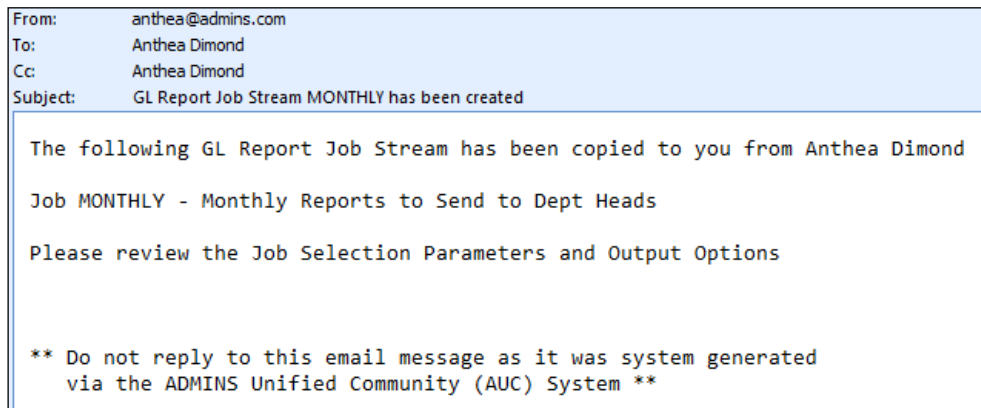 From: anthea@admins.com
To: Anthea Dimond
Cc: Anthea Dimond
Subject: GL Report Job Stream MONTHLY has been created
The following GL Report Job Stream has been copied to you from Anthea Dimond
Job MONTHLY - Monthly Reports to Send to Dept Heads
Please review the Job Selection Parameters and Output Options
** Do not reply to this email message as it was system generated
via the ADMINS Unified Community (AUC) System **